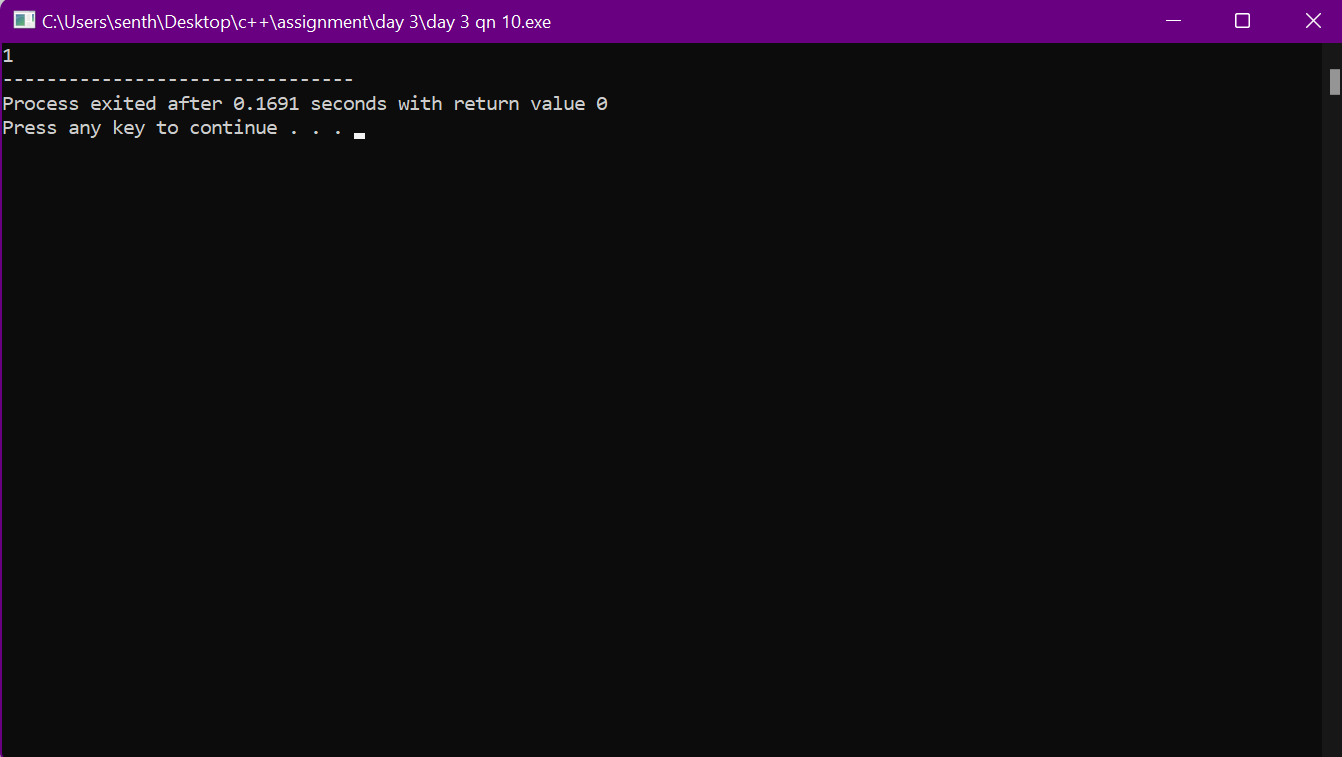 C:\Users\senth\Desktop\c++\assignment\day 3\day 3 qn 10.exe
1
--------------------------------
Process exited after 0.1691 seconds with return value 0
Press any key to continue . . .